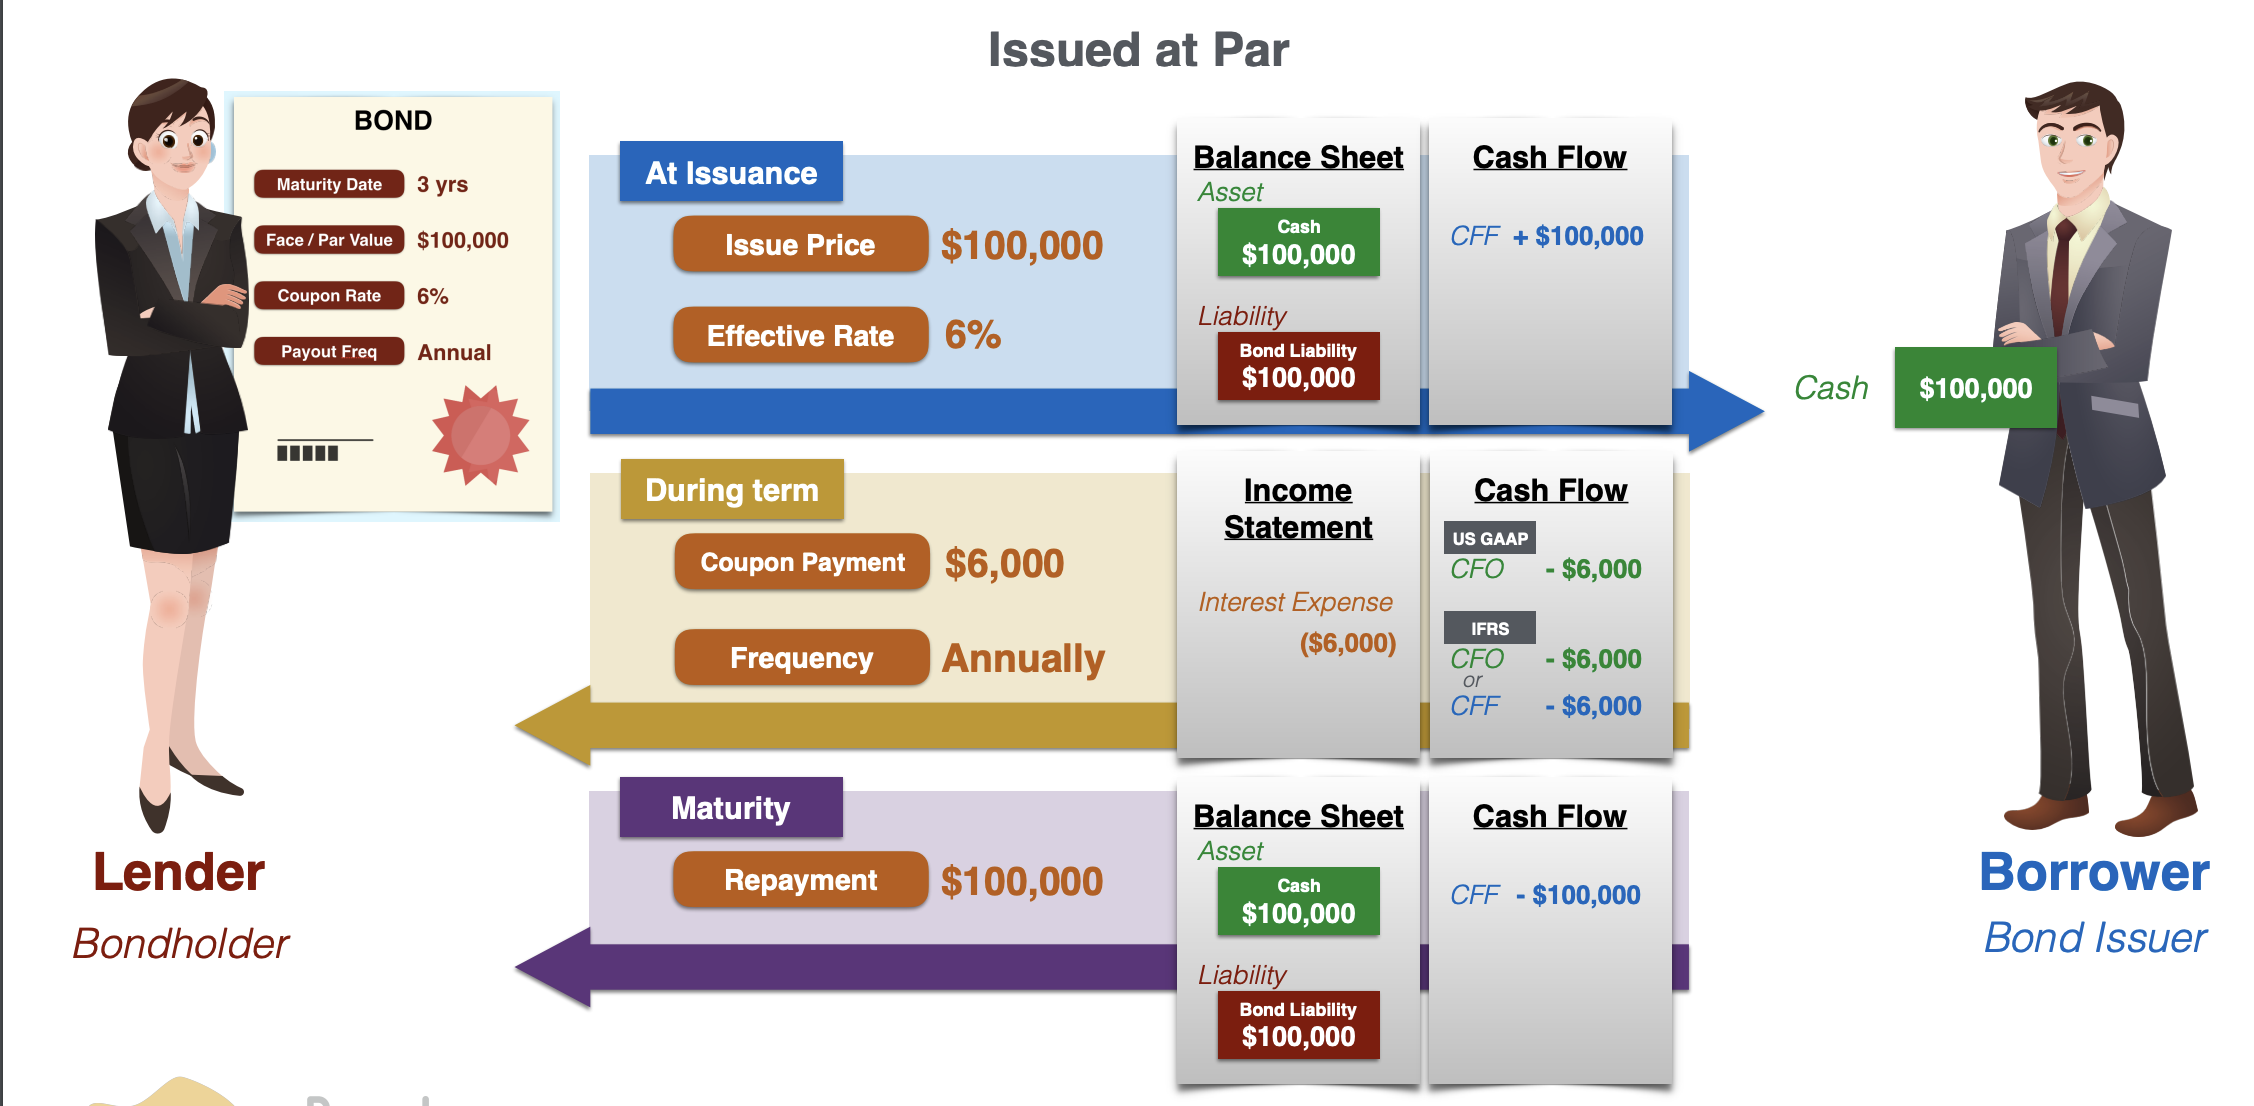 Issued at Par
BOND
Maturity Date 3 yrs
Face / Par Value $100,000
Coupon Rate 6%
Payout Freq Annual
At Issuance
Issue Price $100,000
Effective Rate 6%
Balance Sheet
Asset
Cash
$100,000
Liability
Bond Liability
$100,000
Cash Flow
CFF + $100,000
Cash $100,000
During term
Coupon Payment $6,000
Frequency Annually
Income
Statement
Interest Expense
($6,000)
Cash Flow
US GAAP
CFO - $6,000
IFRS
CFO - $6,000
or
CFF - $6,000
Maturity
Repayment $100,000
Balance Sheet
Asset
Cash
$100,000
Liability
Bond Liability
$100,000
Cash Flow
CFF - $100,000
Lender
Bondholder
Borrower
Bond Issuer